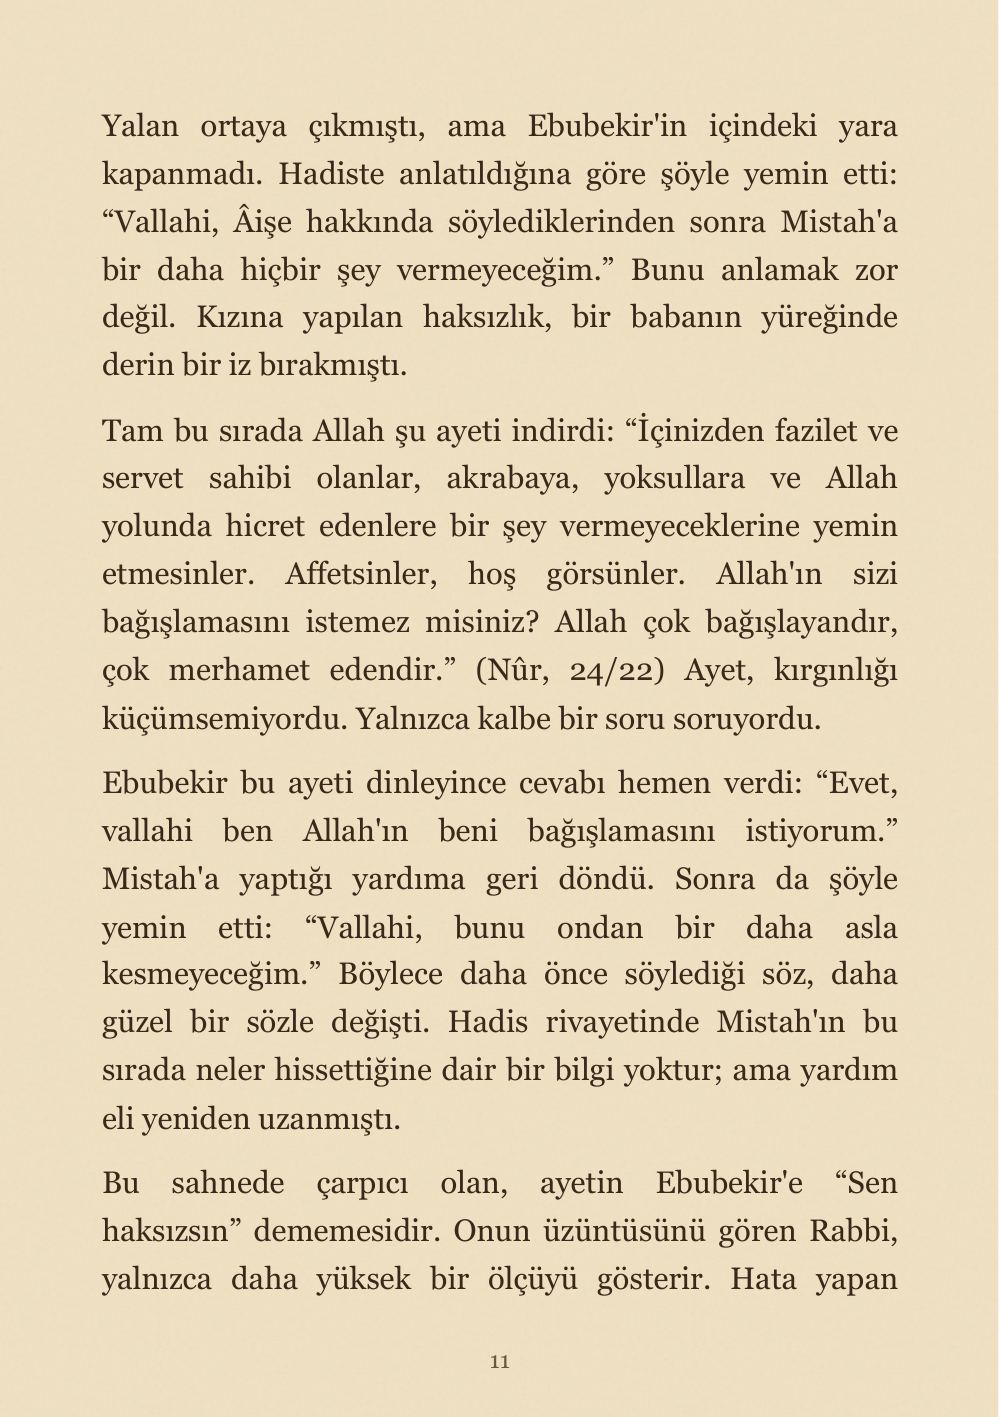 Yalan ortaya çıkmıştı, ama Ebubekir'in içindeki yara
kapanmadı. Hadiste anlatıldığına göre şöyle yemin etti:
“Vallahi, Âişe hakkında söylediklerinden sonra Mistah'a
bir daha hiçbir şey vermeyeceğim.” Bunu anlamak zor
değil. Kızına yapılan haksızlık, bir babanın yüreğinde
derin bir iz bırakmıştı.
Tam bu sırada Allah şu ayeti indirdi: “İçinizden fazilet ve
servet sahibi olanlar, akrabaya, yoksullara ve Allah
yolunda hicret edenlere bir şey vermeyeceklerine yemin
etmesinler. Affetsinler, hoş görsünler. Allah'ın sizi
bağışlamasını istemez misiniz? Allah çok bağışlayandır,
çok merhamet edendir.” (Nûr, 24/22) Ayet, kırgınlığı
küçümsemiyordu. Yalnızca kalbe bir soru soruyordu.
Ebubekir bu ayeti dinleyince cevabı hemen verdi: “Evet,
vallahi ben Allah'ın beni bağışlamasını istiyorum.”
Mistah'a yaptığı yardıma geri döndü. Sonra da şöyle
yemin etti: “Vallahi, bunu ondan bir daha asla
kesmeyeceğim.” Böylece daha önce söylediği söz, daha
güzel bir sözle değişti. Hadis rivayetinde Mistah'ın bu
sırada neler hissettiğine dair bir bilgi yoktur; ama yardım
eli yeniden uzanmıştı.
Bu sahnede çarpıcı olan, ayetin Ebubekir'e “Sen
haksızsın” dememesidir. Onun üzüntüsünü gören Rabbi,
yalnızca daha yüksek bir ölçüyü gösterir. Hata yapan
11